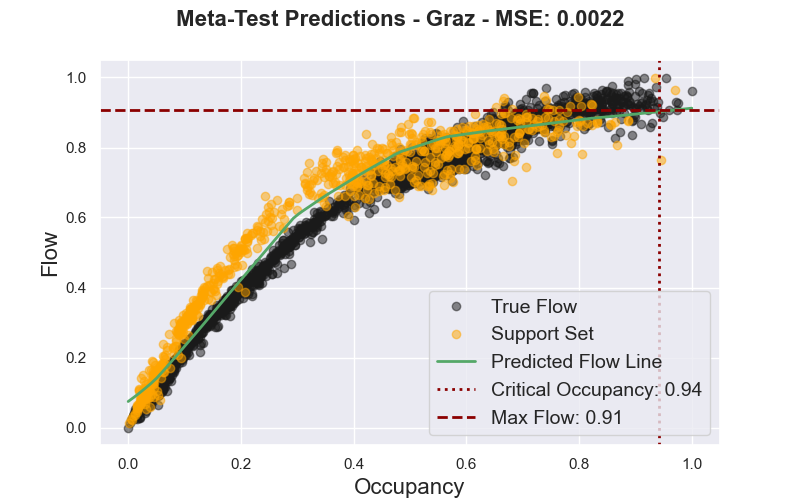 Meta-Test Predictions - Graz - MSE: 0.0022
1.0
0.8
0.6
0.4
0.2
0.0
Flow
True Flow
Support Set
Predicted Flow Line
Critical Occupancy: 0.94
Max Flow: 0.91
0.0 0.2 0.4 0.6 0.8 1.0
Occupancy